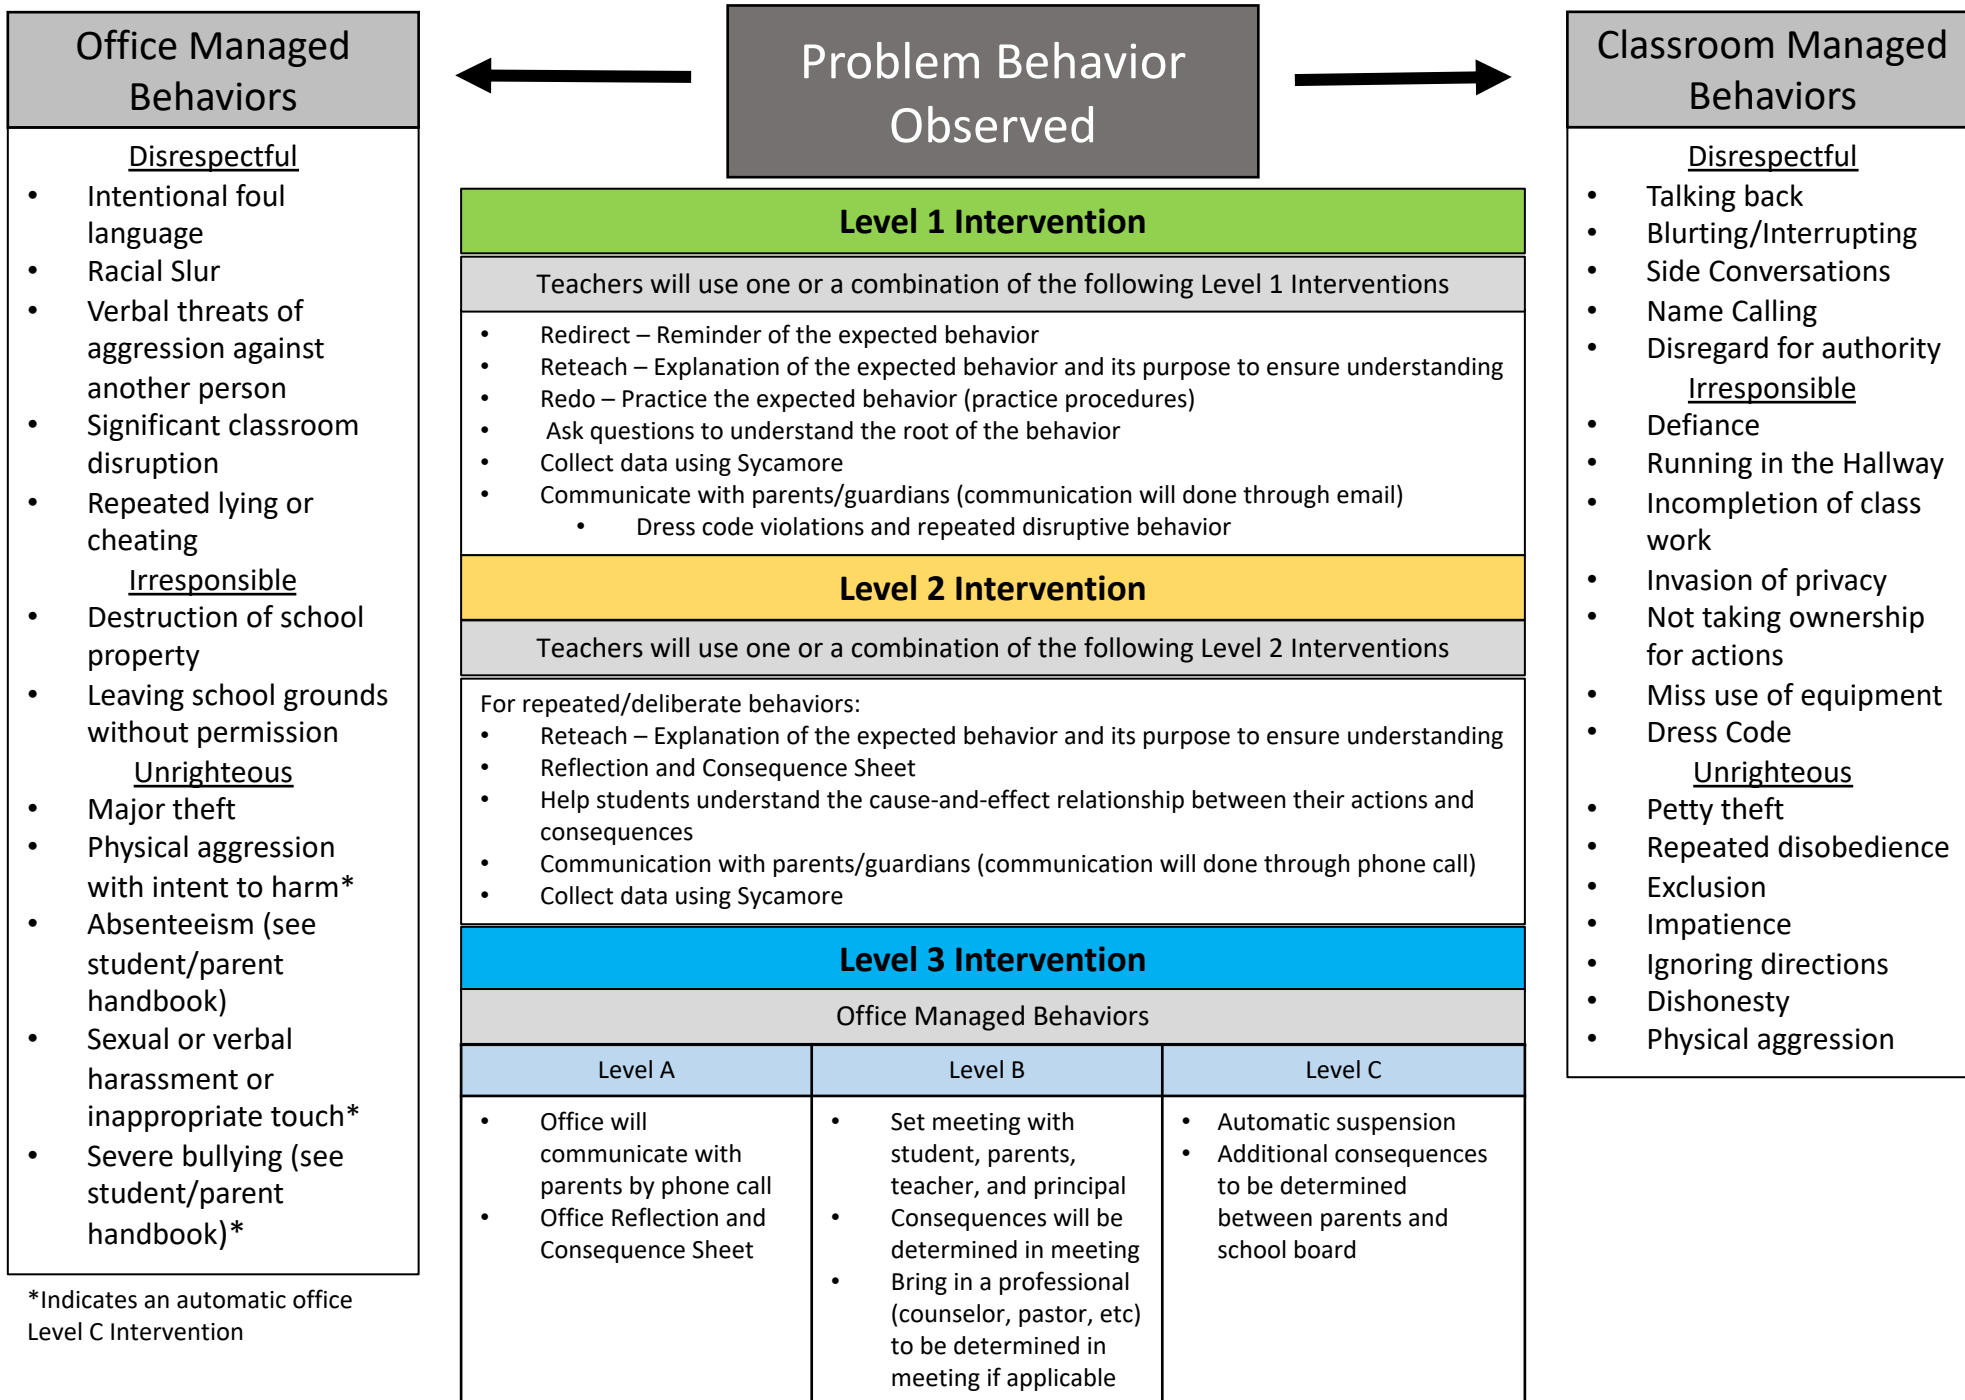 Office Managed
Behaviors
Disrespectful
• Intentional foul
language
• Racial Slur
• Verbal threats of
aggression against
another person
• Significant classroom
disruption
• Repeated lying or
cheating
Irresponsible
• Destruction of school
property
• Leaving school grounds
without permission
Unrighteous
• Major theft
• Physical aggression
with intent to harm*
• Absenteeism (see
student/parent
handbook)
• Sexual or verbal
harassment or
inappropriate touch*
• Severe bullying (see
student/parent
handbook)*
*Indicates an automatic office
Level C Intervention
Problem Behavior
Observed
Level 1 Intervention
Teachers will use one or a combination of the following Level 1 Interventions
• Redirect – Reminder of the expected behavior
• Reteach – Explanation of the expected behavior and its purpose to ensure understanding
• Redo – Practice the expected behavior (practice procedures)
• Ask questions to understand the root of the behavior
• Collect data using Sycamore
• Communicate with parents/guardians (communication will done through email)
• Dress code violations and repeated disruptive behavior
Level 2 Intervention
Teachers will use one or a combination of the following Level 2 Interventions
For repeated/deliberate behaviors:
• Reteach – Explanation of the expected behavior and its purpose to ensure understanding
• Reflection and Consequence Sheet
• Help students understand the cause-and-effect relationship between their actions and
consequences
• Communication with parents/guardians (communication will done through phone call)
• Collect data using Sycamore
Level 3 Intervention
Office Managed Behaviors
Level A
• Office will
communicate with
parents by phone call
• Office Reflection and
Consequence Sheet
Level B
• Set meeting with
student, parents,
teacher, and principal
• Consequences will be
determined in meeting
• Bring in a professional
(counselor, pastor, etc)
to be determined in
meeting if applicable
Level C
• Automatic suspension
• Additional consequences
to be determined
between parents and
school board
Classroom Managed
Behaviors
Disrespectful
• Talking back
• Blurting/Interrupting
• Side Conversations
• Name Calling
• Disregard for authority
Irresponsible
• Defiance
• Running in the Hallway
• Incompletion of class
work
• Invasion of privacy
• Not taking ownership
for actions
• Miss use of equipment
• Dress Code
Unrighteous
• Petty theft
• Repeated disobedience
• Exclusion
• Impatience
• Ignoring directions
• Dishonesty
• Physical aggression